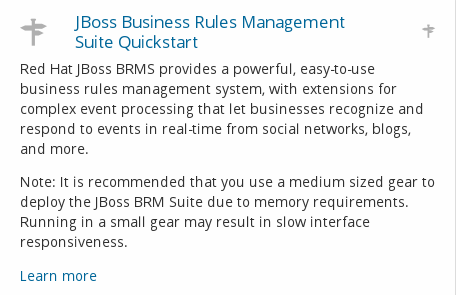 JBoss Business Rules Management
Suite Quickstart
Red Hat JBoss BRMS provides a powerful, easy-to-use
business rules management system, with extensions for
complex event processing that let businesses recognize and
respond to events in real-time from social networks, blogs,
and more.
Note: It is recommended that you use a medium sized gear to
deploy the JBoss BRM Suite due to memory requirements.
Running in a small gear may result in slow interface
responsiveness.
Learn more